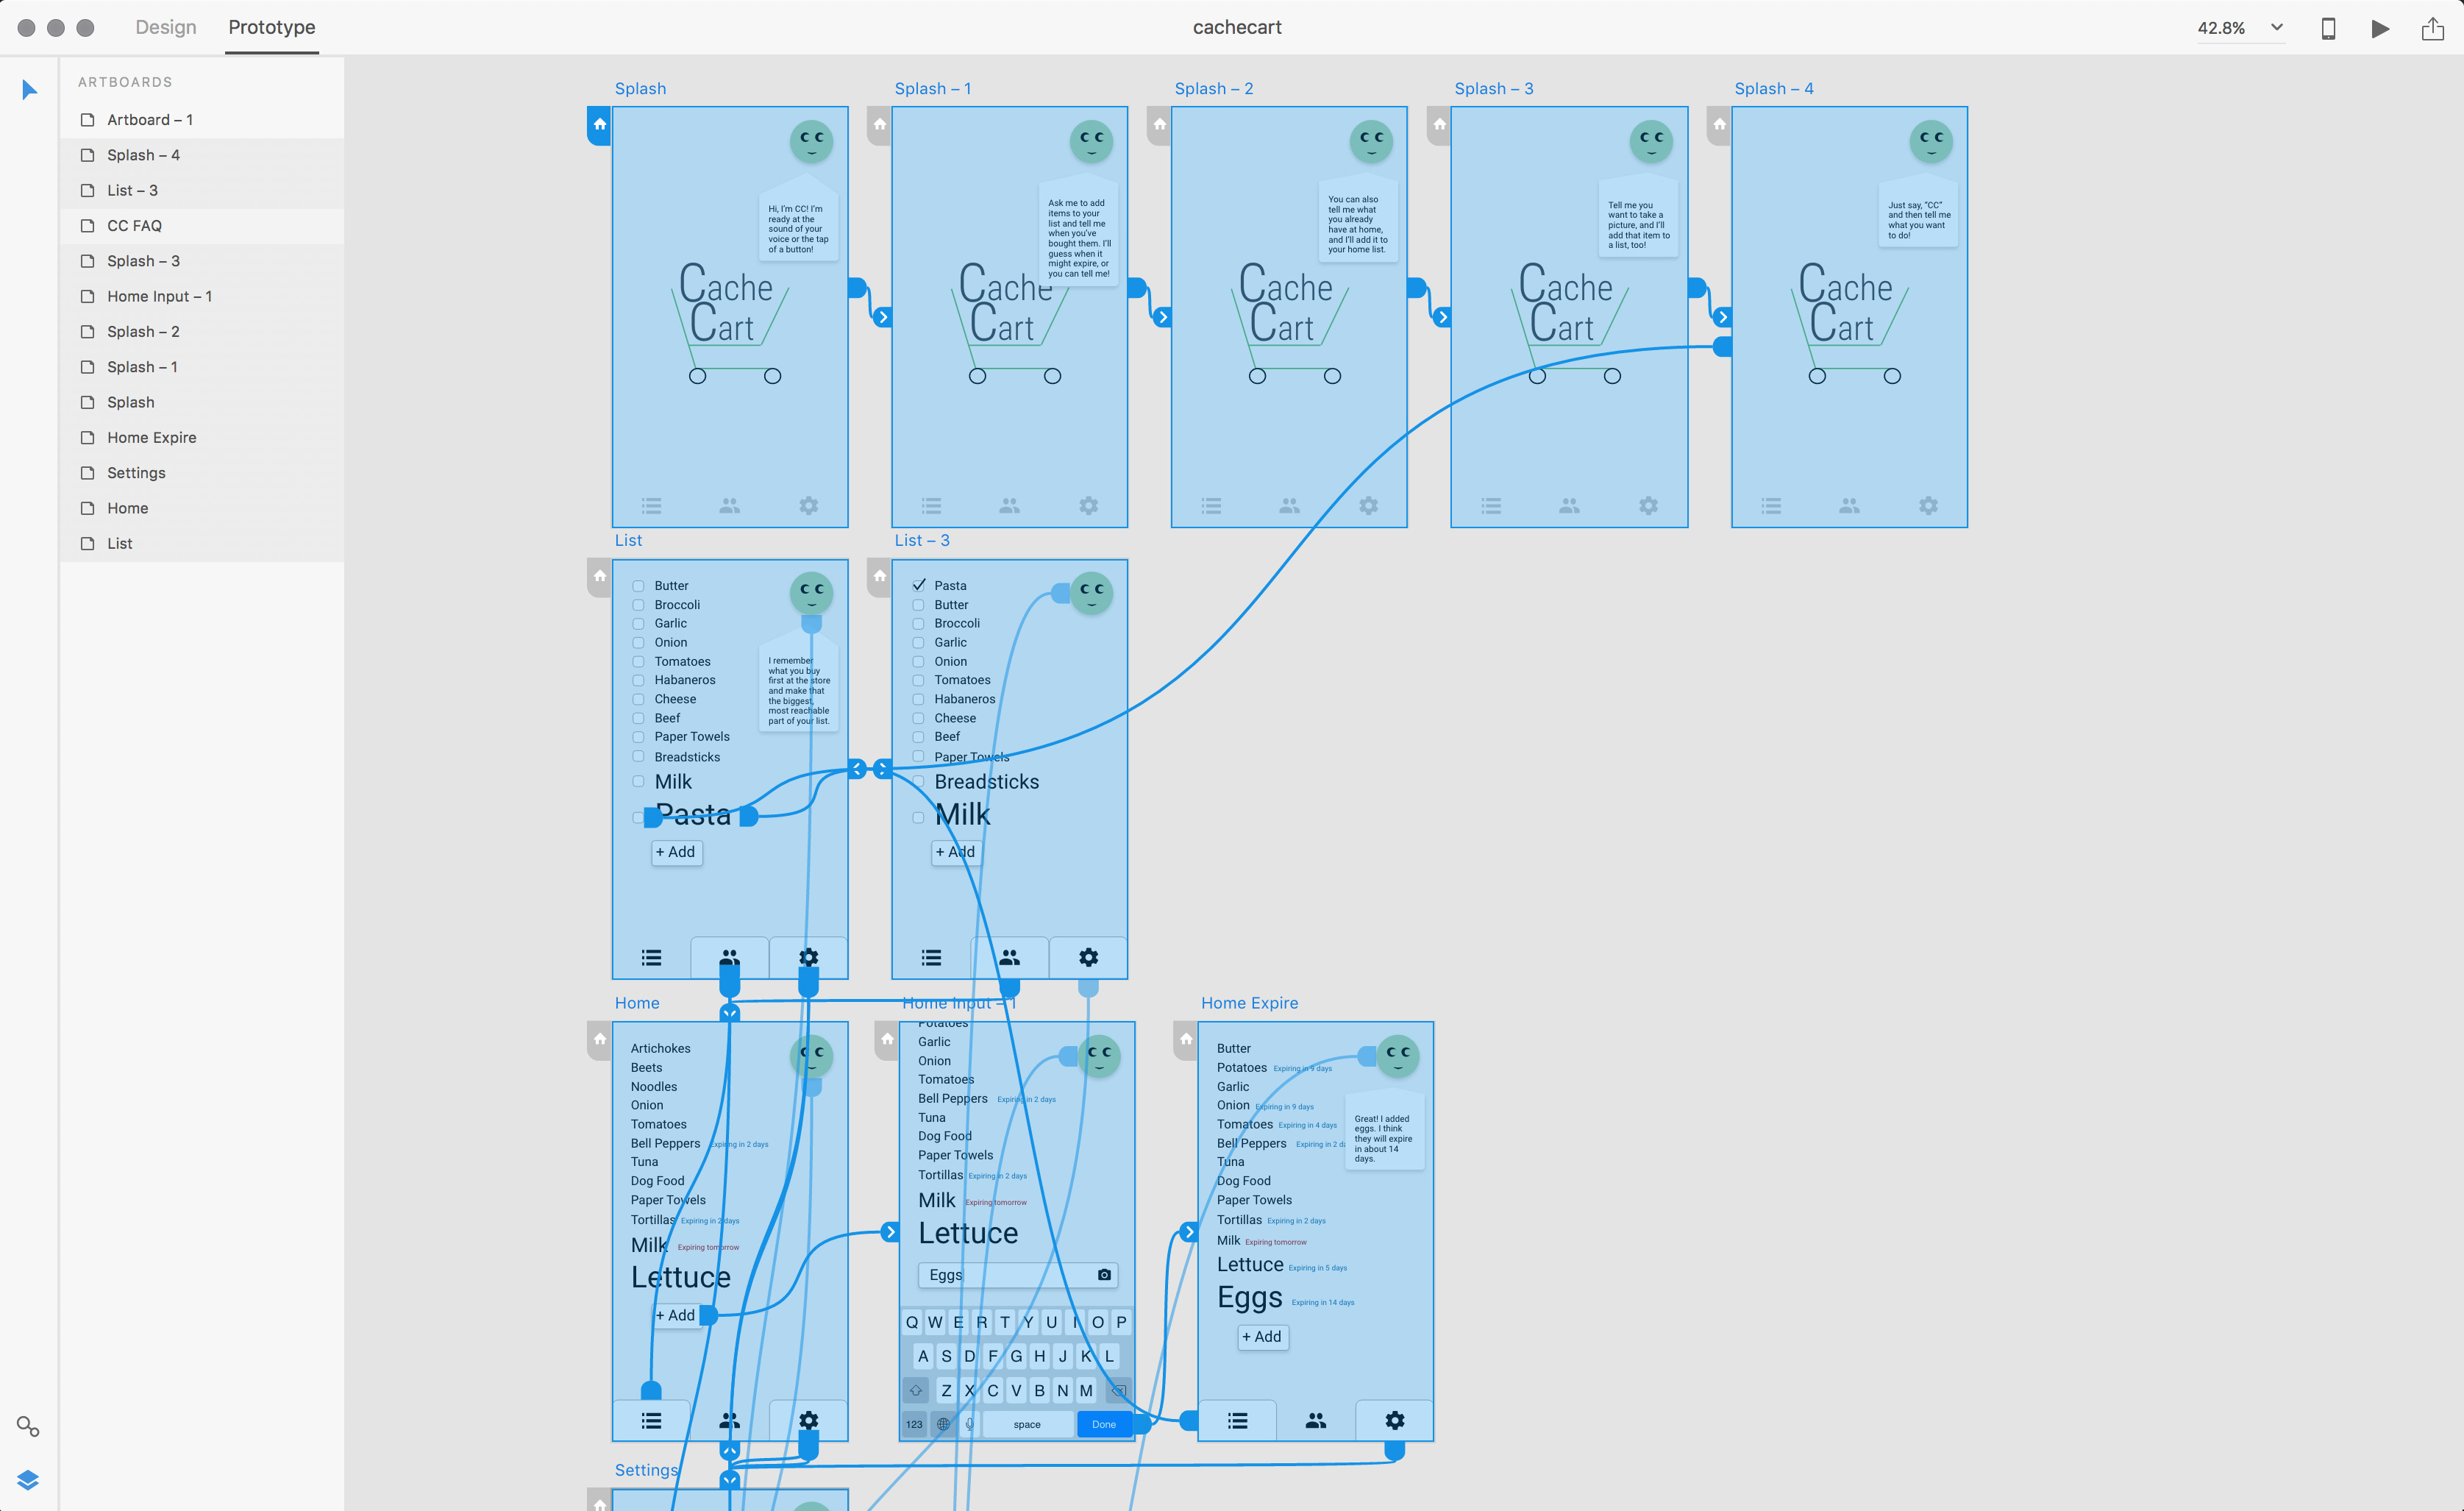 Design
Prototype
cachecart
42.8%
ARTBOARDS
Artboard – 1
Splash – 4
List – 3
CC FAQ
Splash – 3
Home Input – 1
Splash – 2
Splash – 1
Splash
Home Expire
Settings
Home
List
Splash
Hi, I'm CC! I'm
ready at the
sound of your
voice or the tap
of a button!
Cache
Cart
Splash – 1
Ask me to add
items to your
list and tell me
when you've
bought them. I'll
guess when it
might expire, or
you can tell me!
Cache
Cart
Splash – 2
You can also
tell me what
you already
have at home,
and I'll add it to
your home list.
Cache
Cart
Splash – 3
Tell me you
want to take a
picture, and I'll
add that item to
a list, too!
Cache
Cart
Splash – 4
Just say, "CC"
and then tell me
what you want
to do!
Cache
Cart
List
Butter
Broccoli
Garlic
Onion
Tomatoes
Habaneros
Cheese
Beef
Paper Towels
Breadsticks
Milk
Pasta
+ Add
I remember
what you buy
first at the store
and make that
the biggest,
most reachable
part of your list.
List – 3
Pasta
Butter
Broccoli
Garlic
Onion
Tomatoes
Habaneros
Cheese
Beef
Paper Towels
Breadsticks
Milk
+ Add
Home
Artichokes
Beets
Noodles
Onion
Tomatoes
Bell Peppers Expiring in 2 days
Tuna
Dog Food
Paper Towels
Tortillas Expiring in 2 days
Milk Expiring tomorrow
Lettuce
+ Add
Home Input – 1
Potatoes
Garlic
Onion
Tomatoes
Bell Peppers Expiring in 2 days
Tuna
Dog Food
Paper Towels
Tortillas Expiring in 2 days
Milk Expiring tomorrow
Lettuce
Eggs
Q W E R T Y U I O P
A S D F G H J K L
Z X C V B N M
123 space Done
Home Expire
Butter
Potatoes Expiring in 9 days
Garlic
Onion Expiring in 9 days
Tomatoes Expiring in 4 days
Bell Peppers Expiring in 2 da
Tuna
Dog Food
Paper Towels
Tortillas Expiring in 2 days
Milk Expiring tomorrow
Lettuce Expiring in 5 days
Eggs Expiring in 14 days
+ Add
Great! I added
eggs. I think
they will expire
in about 14
days.
Settings